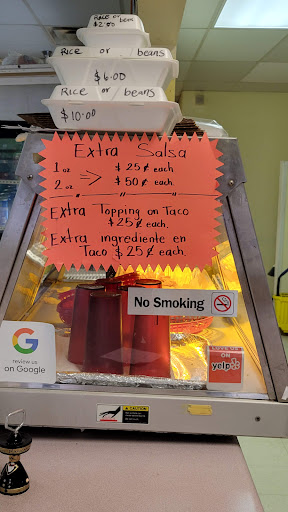 Rice or beans
$2.00
Rice or beans
$6.00
Rice or beans
$10.00
Extra Salsa
1 oz $ 25¢ each
2 oz => $ 50¢ each
Extra Topping on Taco
$25¢ each.
Extra ingrediente en
Taco $25¢ each.
No Smoking
review us
on Google
yelp
CAUTION